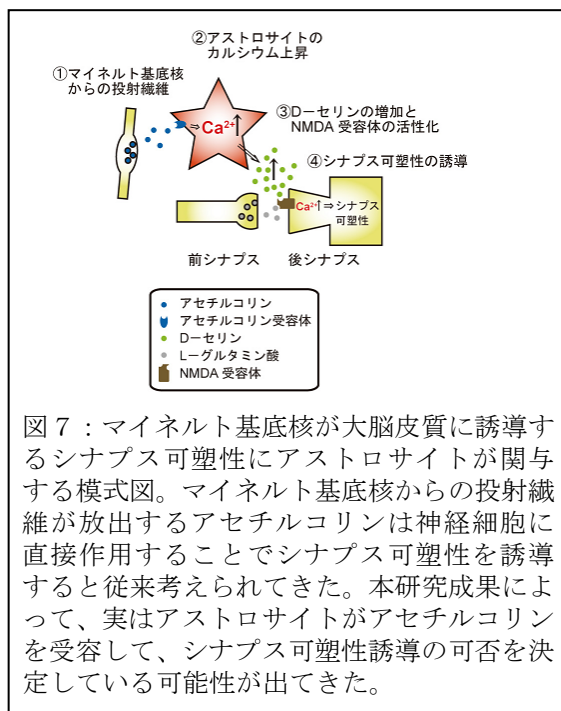 ②アストロサイトの
カルシウム上昇
①マイネルト基底核
からの投射繊維
⇒Ca²⁺↑
③D－セリンの増加と
NMDA 受容体の活性化
④シナプス可塑性の誘導
Ca²⁺↑⇒シナプス
可塑性
前シナプス 後シナプス
アセチルコリン
アセチルコリン受容体
D－セリン
L－グルタミン酸
NMDA 受容体
図７：マイネルト基底核が大脳皮質に誘導す
るシナプス可塑性にアストロサイトが関与
する模式図。マイネルト基底核からの投射繊
維が放出するアセチルコリンは神経細胞に
直接作用することでシナプス可塑性を誘導
すると従来考えられてきた。本研究成果によ
って、実はアストロサイトがアセチルコリン
を受容して、シナプス可塑性誘導の可否を決
定している可能性が出てきた。